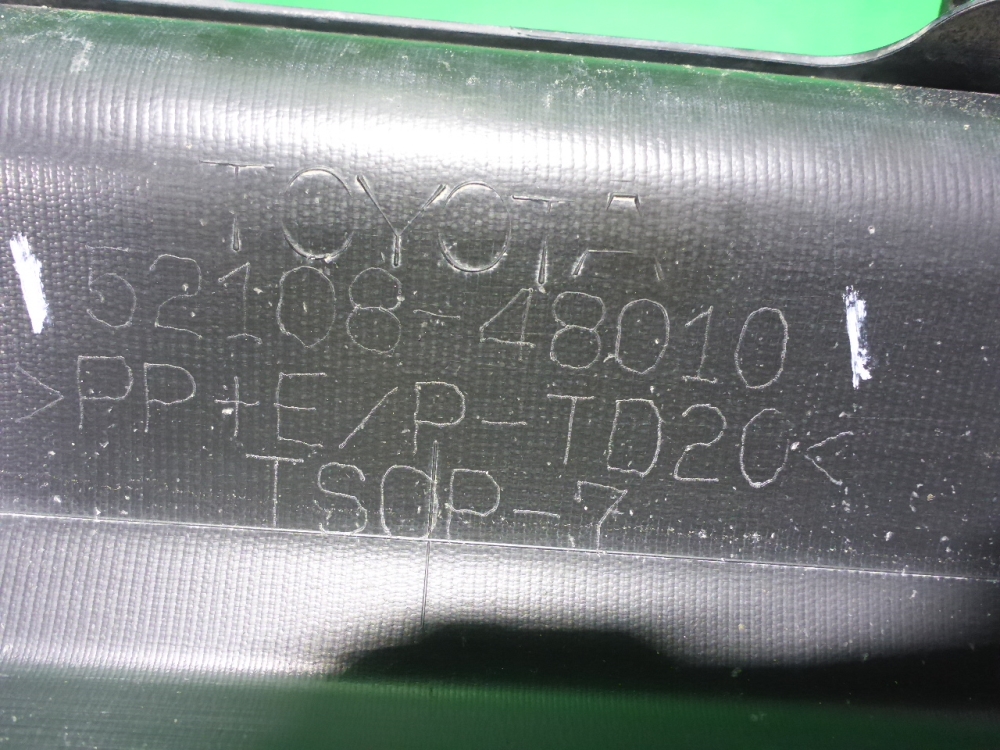 TOYOTA
52108-48010
>PP+E/P-TD20<
TSOP-7